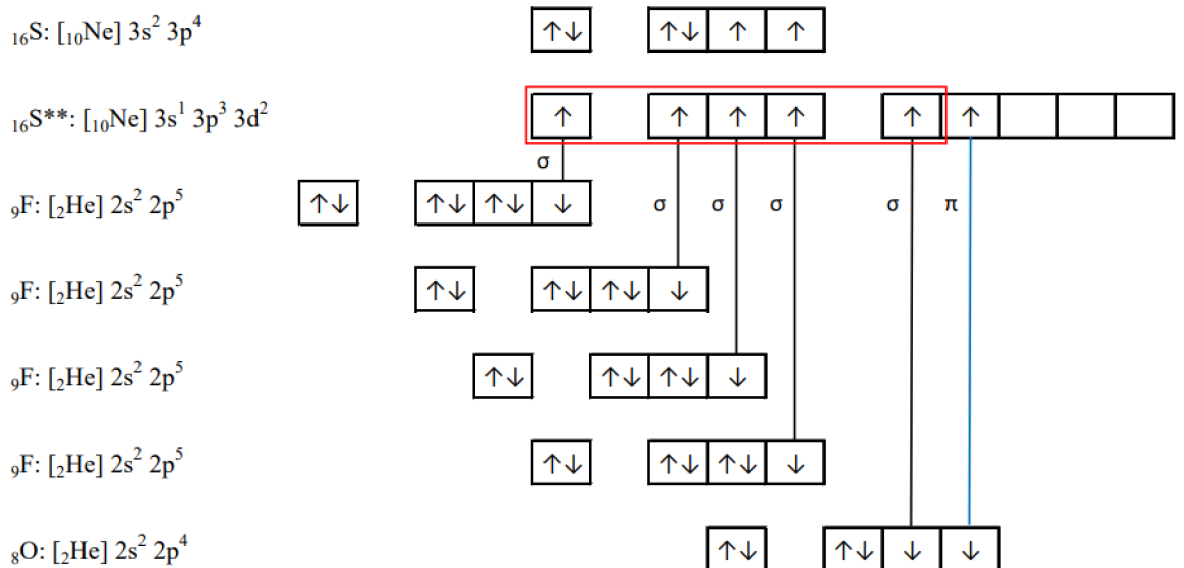 ₁₆S: [₁₀Ne] 3s² 3p⁴ ↑↓ ↑↓ ↑ ↑
₁₆S**: [₁₀Ne] 3s¹ 3p³ 3d² ↑ ↑ ↑ ↑ ↑ ↑
σ
₉F: [₂He] 2s² 2p⁵ ↑↓ ↑↓ ↑↓ ↓ σ σ σ σ π
₉F: [₂He] 2s² 2p⁵ ↑↓ ↑↓ ↑↓ ↓
₉F: [₂He] 2s² 2p⁵ ↑↓ ↑↓ ↑↓ ↓
₉F: [₂He] 2s² 2p⁵ ↑↓ ↑↓ ↑↓ ↓
₈O: [₂He] 2s² 2p⁴ ↑↓ ↑↓ ↓ ↓